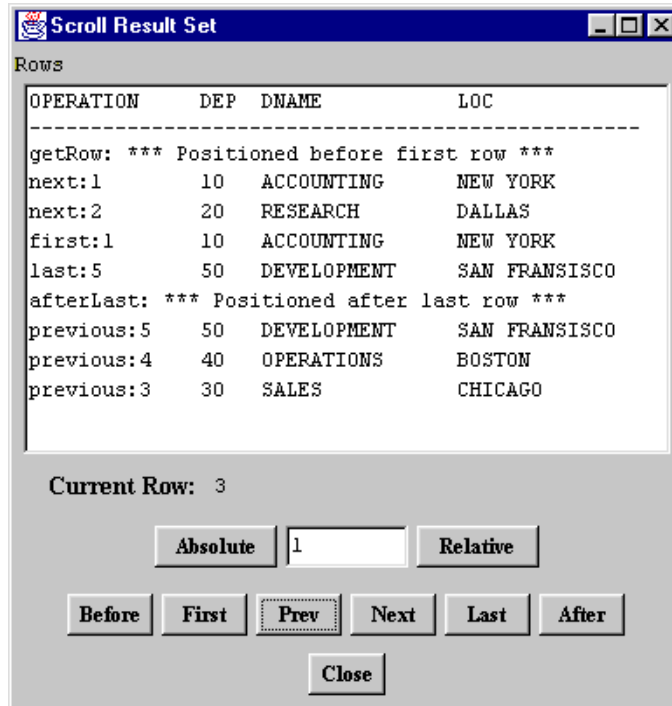 Scroll Result Set
Rows
OPERATION DEP DNAME LOC
--------------------------------------------------
getRow: *** Positioned before first row ***
next:1 10 ACCOUNTING NEW YORK
next:2 20 RESEARCH DALLAS
first:1 10 ACCOUNTING NEW YORK
last:5 50 DEVELOPMENT SAN FRANSISCO
afterLast: *** Positioned after last row ***
previous:5 50 DEVELOPMENT SAN FRANSISCO
previous:4 40 OPERATIONS BOSTON
previous:3 30 SALES CHICAGO
Current Row: 3
Absolute 1 Relative
Before First Prev Next Last After
Close